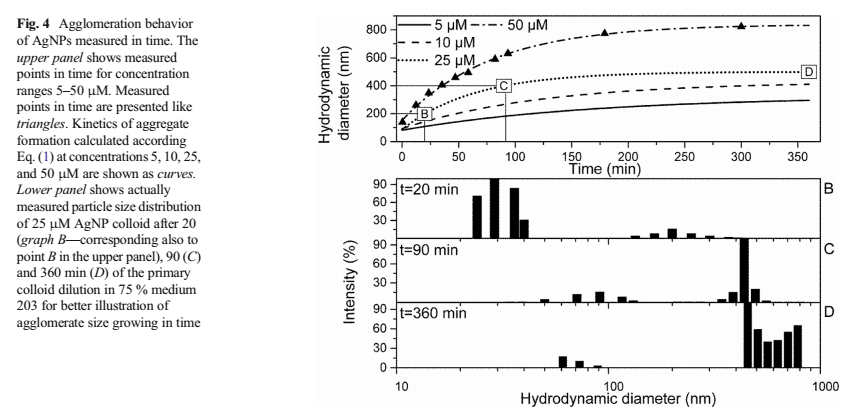 Fig. 4 Agglomeration behavior
of AgNPs measured in time. The
upper panel shows measured
points in time for concentration
ranges 5–50 μM. Measured
points in time are presented like
triangles. Kinetics of aggregate
formation calculated according
Eq. (1) at concentrations 5, 10, 25,
and 50 μM are shown as curves.
Lower panel shows actually
measured particle size distribution
of 25 μM AgNP colloid after 20
(graph B—corresponding also to
point B in the upper panel), 90 (C)
and 360 min (D) of the primary
colloid dilution in 75 % medium
203 for better illustration of
agglomerate size growing in time
Hydrodynamic
diameter (nm)
800
600
400
200
0
5 μM 50 μM
10 μM
25 μM
B
C
D
0 50 100 150 200 250 300 350
Time (min)
Intensity (%)
90
60
30
t=20 min
B
90
60
30
t=90 min
C
90
60
30
0
t=360 min
D
10 100 1000
Hydrodynamic diameter (nm)